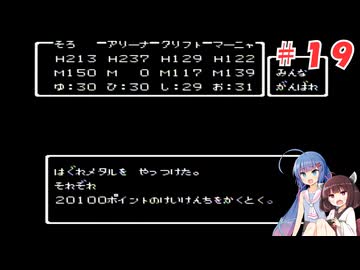 そろ アリーナ クリフト マーニャ
H213 H237 H129 H122
M150 M 0 M117 M139
ゆ:30 ひ:30 し:29 お:31
#19
みんな
がんばれ
はぐれメタルを やっつけた。
それぞれ
20100ポイントのけいけんちをかくとく。